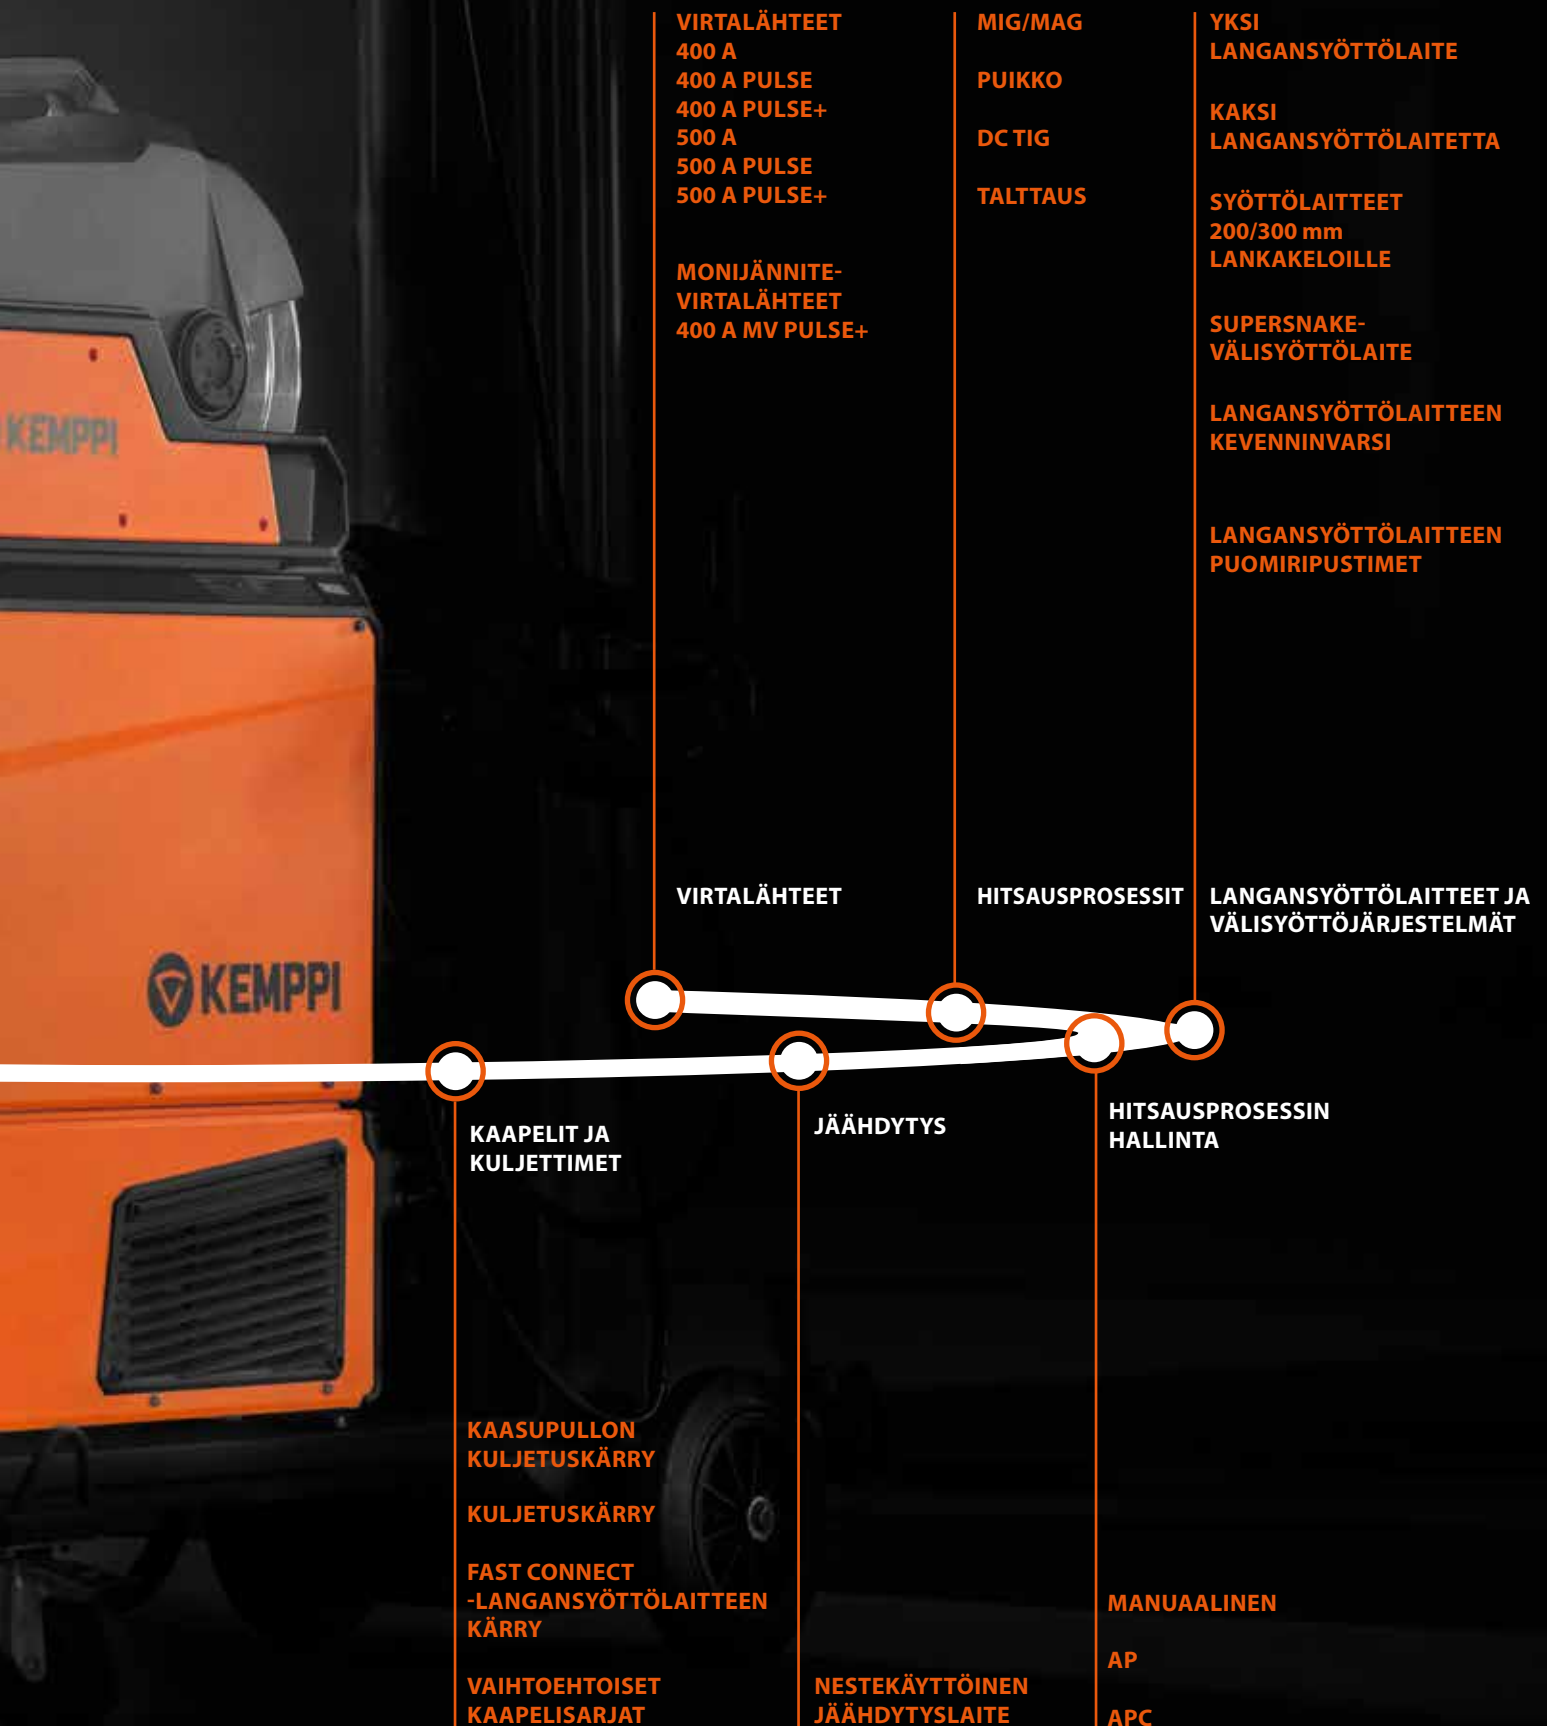 VIRTALÄHTEET
400 A
400 A PULSE
400 A PULSE+
500 A
500 A PULSE
500 A PULSE+
MONIJÄNNITE-
VIRTALÄHTEET
400 A MV PULSE+
VIRTALÄHTEET
MIG/MAG
PUIKKO
DC TIG
TALTTAUS
HITSAUSPROSESSIT
YKSI
LANGANSYÖTTÖLAITE
KAKSI
LANGANSYÖTTÖLAITETTA
SYÖTTÖLAITTEET
200/300 mm
LANKAKELOILLE
SUPERSNAKE-
VÄLISYÖTTÖLAITE
LANGANSYÖTTÖLAITTEEN
KEVENNINVARSI
LANGANSYÖTTÖLAITTEEN
PUOMIRIPUSTIMET
LANGANSYÖTTÖLAITTEET JA
VÄLISYÖTTÖJÄRJESTELMÄT
KEMPPI
KEMPPI
KAAPELIT JA
KULJETTIMET
KAASUPULLON
KULJETUSKÄRRY
KULJETUSKÄRRY
FAST CONNECT
-LANGANSYÖTTÖLAITTEEN
KÄRRY
VAIHTOEHTOISET
KAAPELISARJAT
JÄÄHDYTYS
NESTEKÄYTTÖINEN
JÄÄHDYTYSLAITE
HITSAUSPROSESSIN
HALLINTA
MANUAALINEN
AP
APC